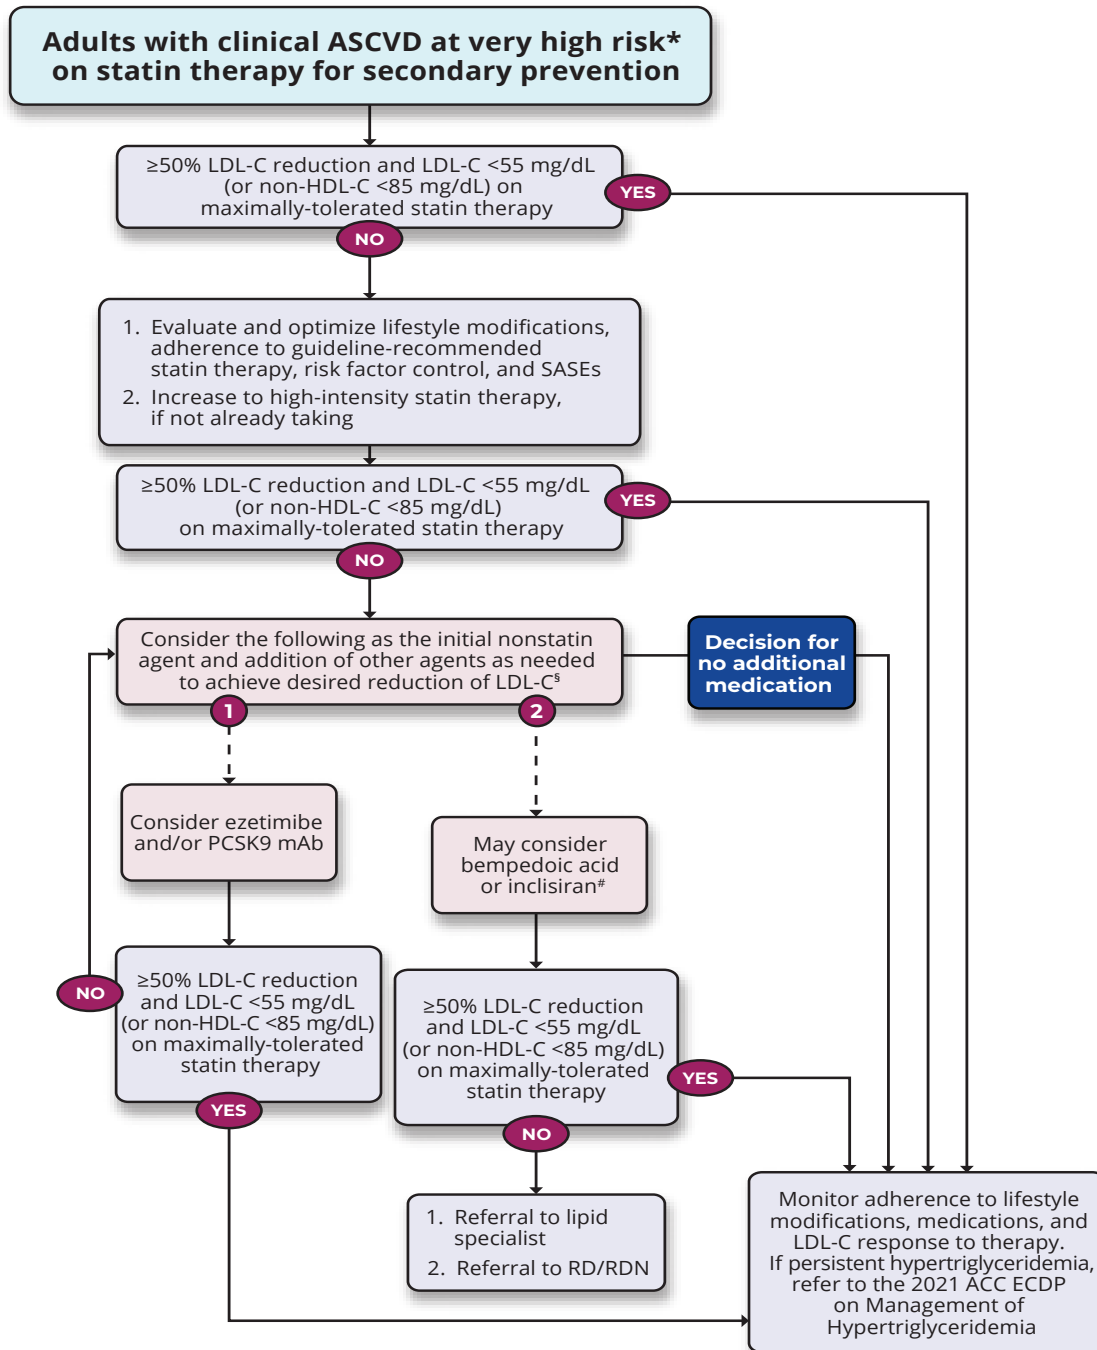 Adults with clinical ASCVD at very high risk*
on statin therapy for secondary prevention
≥50% LDL-C reduction and LDL-C <55 mg/dL
(or non-HDL-C <85 mg/dL) on
maximally-tolerated statin therapy
YES
NO
1. Evaluate and optimize lifestyle modifications,
adherence to guideline-recommended
statin therapy, risk factor control, and SASEs
2. Increase to high-intensity statin therapy,
if not already taking
≥50% LDL-C reduction and LDL-C <55 mg/dL
(or non-HDL-C <85 mg/dL)
on maximally-tolerated statin therapy
YES
NO
Consider the following as the initial nonstatin
agent and addition of other agents as needed
to achieve desired reduction of LDL-C§
Decision for
no additional
medication
1
2
Consider ezetimibe
and/or PCSK9 mAb
May consider
bempedoic acid
or inclisiran#
NO
≥50% LDL-C reduction
and LDL-C <55 mg/dL
(or non-HDL-C <85 mg/dL)
on maximally-tolerated
statin therapy
YES
≥50% LDL-C reduction
and LDL-C <55 mg/dL
(or non-HDL-C <85 mg/dL)
on maximally-tolerated
statin therapy
YES
NO
1. Referral to lipid
specialist
2. Referral to RD/RDN
Monitor adherence to lifestyle
modifications, medications, and
LDL-C response to therapy.
If persistent hypertriglyceridemia,
refer to the 2021 ACC ECDP
on Management of
Hypertriglyceridemia